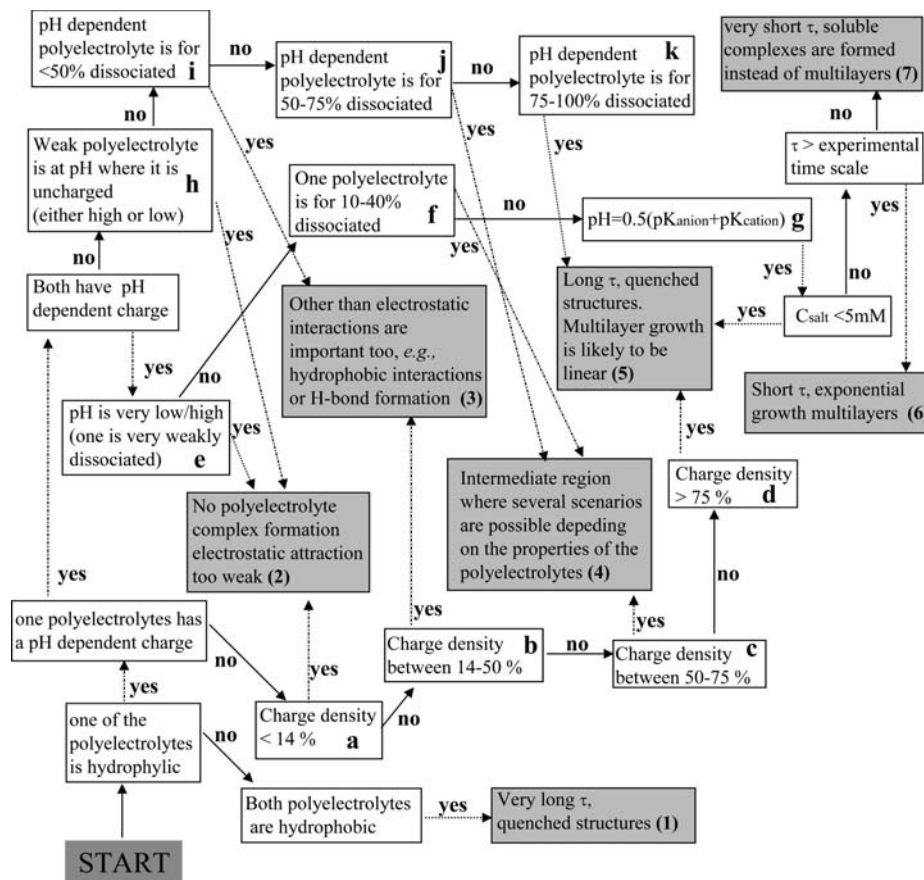 pH dependent
polyelectrolyte is for
<50% dissociated i
no
pH dependent j
polyelectrolyte is for
50-75% dissociated
no
pH dependent k
polyelectrolyte is for
75-100% dissociated
very short τ, soluble
complexes are formed
instead of multilayers (7)
no
yes
yes
yes
no
Weak polyelectrolyte
is at pH where it is
uncharged h
(either high or low)
One polyelectrolyte
is for 10-40%
dissociated f
no
τ > experimental
time scale
yes
yes
pH=0.5(pKanion+pKcation) g
yes
no
no
yes
Both have pH
dependent charge
Other than electrostatic
interactions are
important too, e.g.,
hydrophobic interactions
or H-bond formation (3)
Long τ, quenched
structures.
Multilayer growth
is likely to be
linear (5)
yes
Csalt <5mM
yes
no
Short τ, exponential
growth multilayers (6)
pH is very low/high
(one is very weakly
dissociated) e
yes
yes
No polyelectrolyte
complex formation
electrostatic attraction
too weak (2)
Intermediate region
where several scenarios
are possible depeding
on the properties of the
polyelectrolytes (4)
Charge density
> 75 % d
yes
no
one polyelectrolytes has
a pH dependent charge
no
yes
yes
yes
Charge density b
between 14-50 %
no
Charge density c
between 50-75 %
yes
one of the
polyelectrolytes
is hydrophylic
no
Charge density
< 14 % a
no
Both polyelectrolytes
are hydrophobic
yes
Very long τ,
quenched structures (1)
START